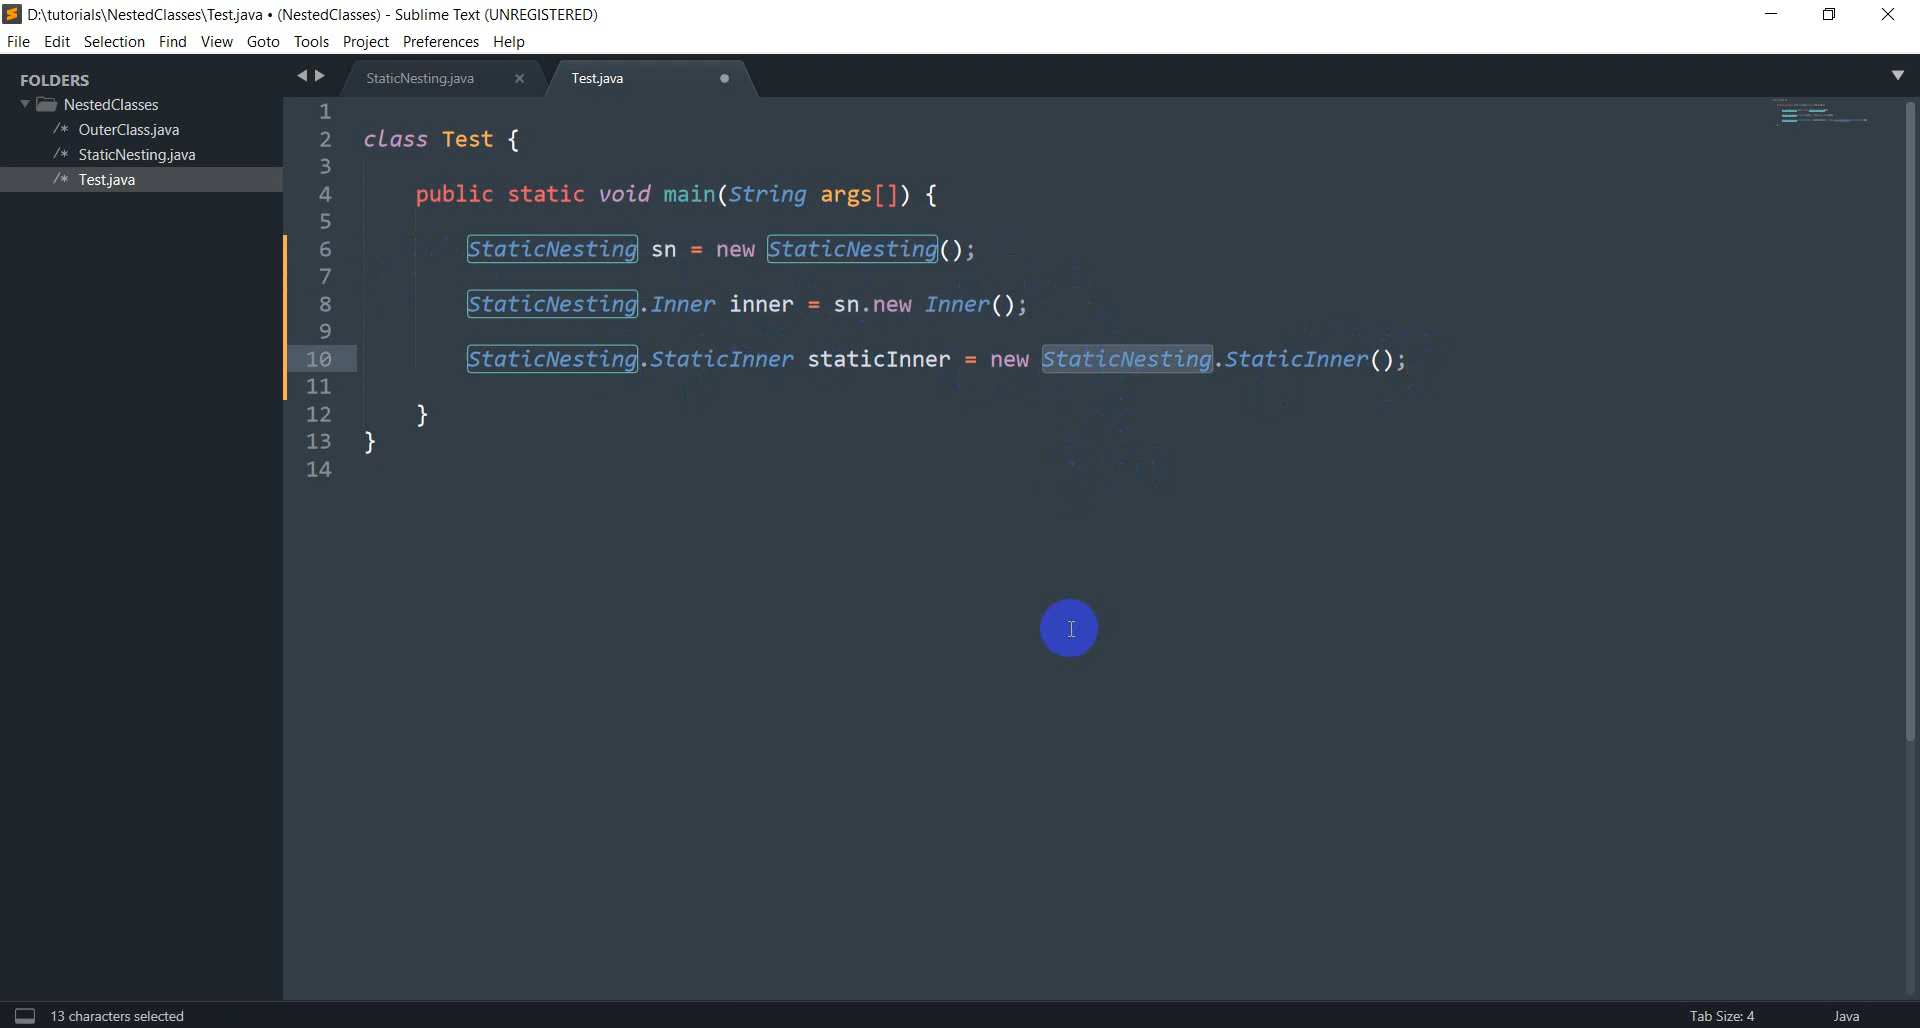 D:\tutorials\NestedClasses\Test.java • (NestedClasses) - Sublime Text (UNREGISTERED)
File Edit Selection Find View Goto Tools Project Preferences Help
FOLDERS
NestedClasses
/* OuterClass.java
/* StaticNesting.java
/* Test.java
StaticNesting.java
Test.java
1
2 class Test {
3
4 public static void main(String args[]) {
5
6 StaticNesting sn = new StaticNesting();
7
8 StaticNesting.Inner inner = sn.new Inner();
9
10 StaticNesting.StaticInner staticInner = new StaticNesting.StaticInner();
11
12 }
13 }
14
13 characters selected
Tab Size: 4
Java